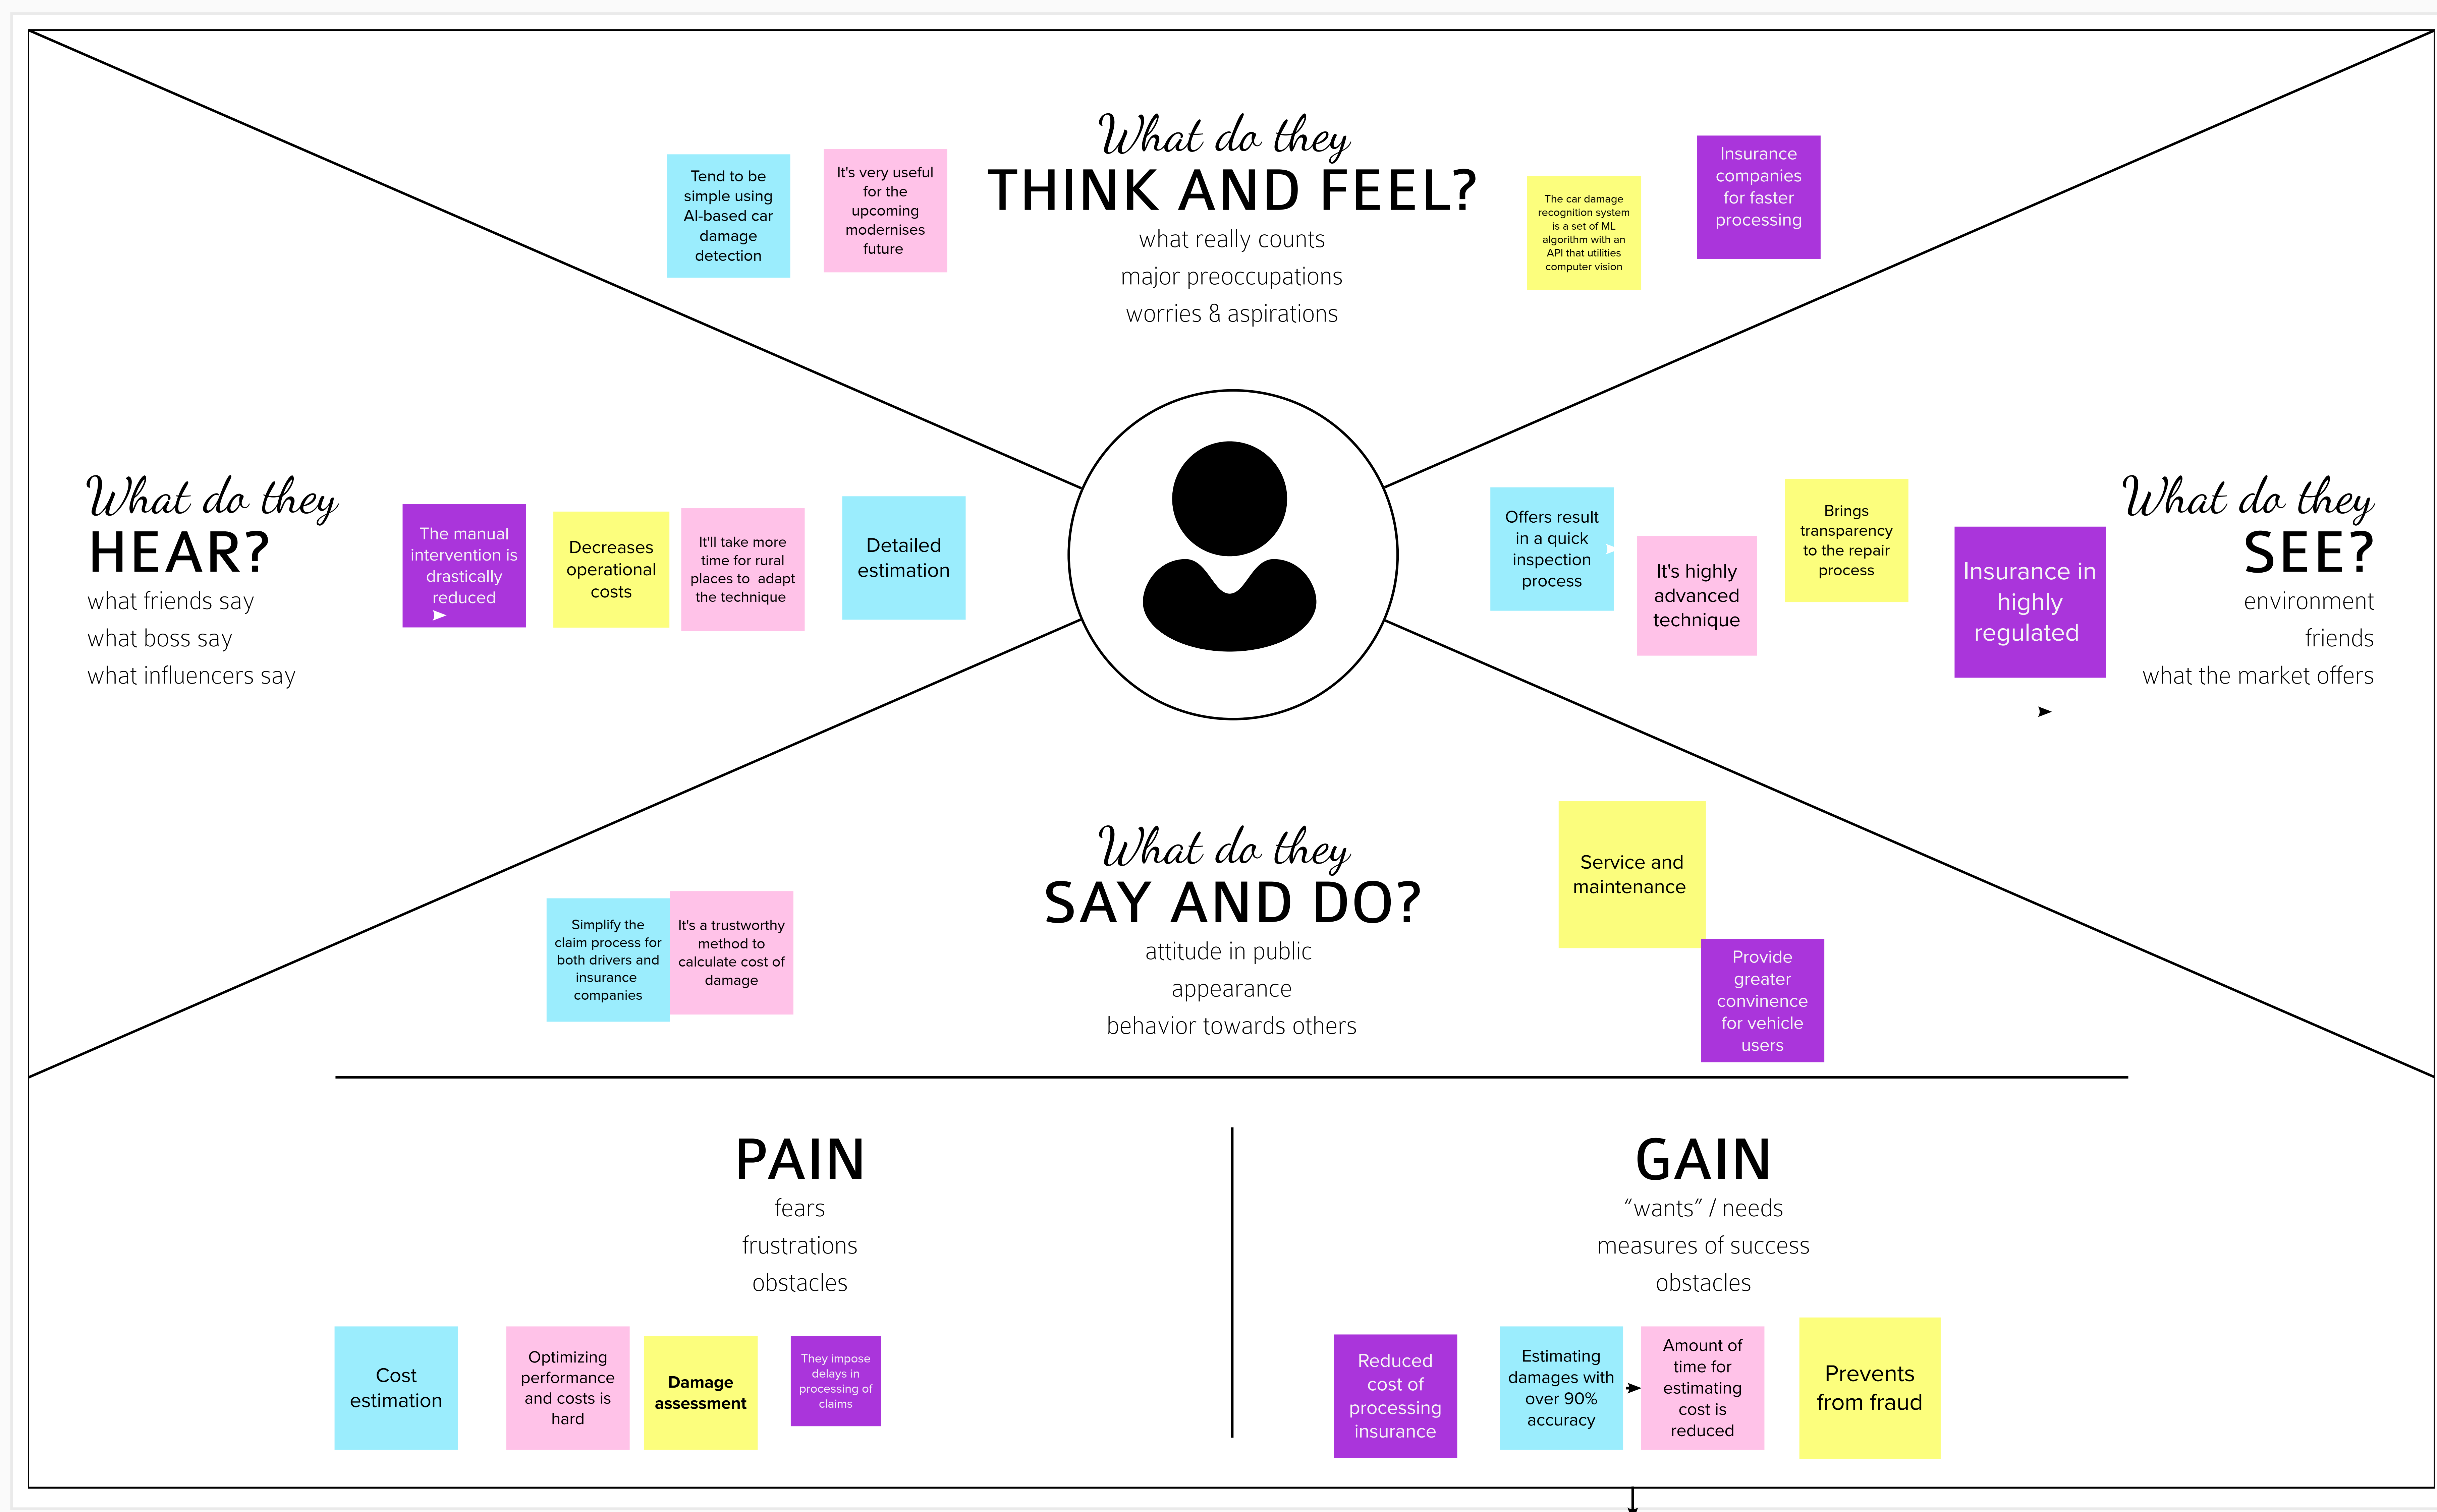 What do they
THINK AND FEEL?
what really counts
major preoccupations
worries & aspirations
Tend to be
simple using
AI-based car
damage
detection
It's very useful
for the
upcoming
modernises
future
The car damage
recognition system
is a set of ML
algorithm with an
API that utilities
computer vision
Insurance
companies
for faster
processing
What do they
HEAR?
what friends say
what boss say
what influencers say
The manual
intervention is
drastically
reduced
Decreases
operational
costs
It'll take more
time for rural
places to adapt
the technique
Detailed
estimation
Offers result
in a quick
inspection
process
It's highly
advanced
technique
Brings
transparency
to the repair
process
Insurance in
highly
regulated
What do they
SEE?
environment
friends
what the market offers
What do they
SAY AND DO?
attitude in public
appearance
behavior towards others
Simplify the
claim process for
both drivers and
insurance
companies
It's a trustworthy
method to
calculate cost of
damage
Service and
maintenance
Provide
greater
convinence
for vehicle
users
PAIN
fears
frustrations
obstacles
Cost
estimation
Optimizing
performance
and costs is
hard
Damage
assessment
They impose
delays in
processing of
claims
GAIN
“wants” / needs
measures of success
obstacles
Reduced
cost of
processing
insurance
Estimating
damages with
over 90%
accuracy
Amount of
time for
estimating
cost is
reduced
Prevents
from fraud